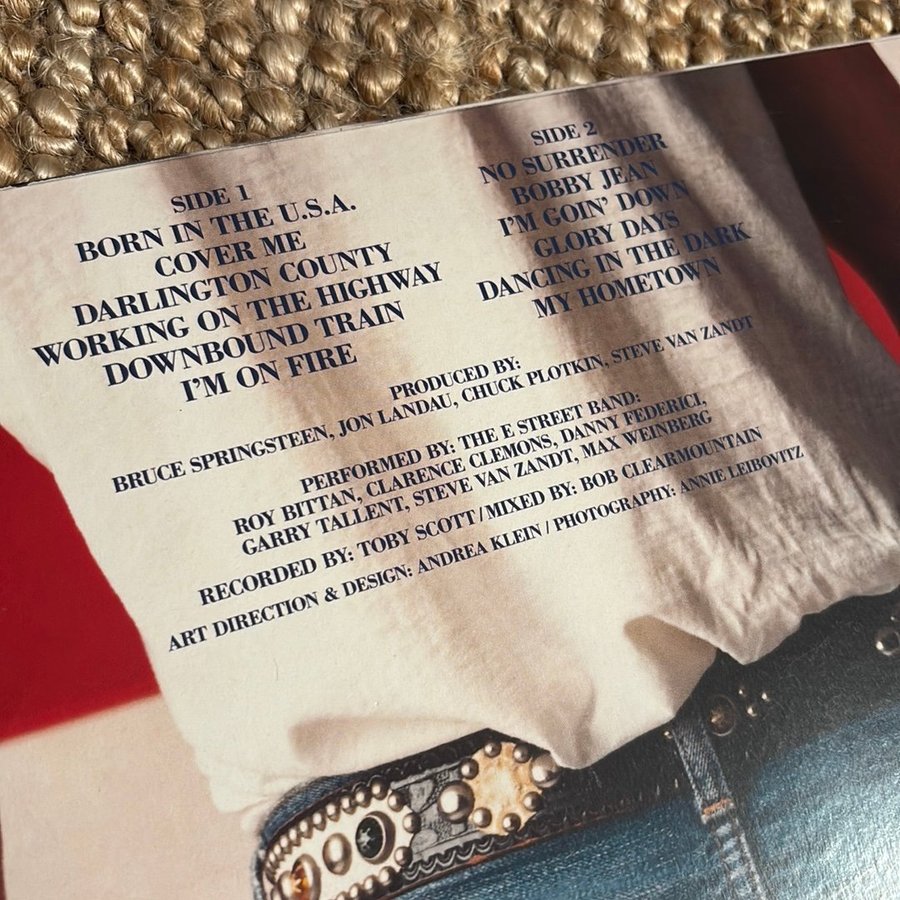 SIDE 1
BORN IN THE U.S.A.
COVER ME
DARLINGTON COUNTY
WORKING ON THE HIGHWAY
DOWNBOUND TRAIN
I'M ON FIRE
SIDE 2
NO SURRENDER
BOBBY JEAN
I'M GOIN' DOWN
GLORY DAYS
DANCING IN THE DARK
MY HOMETOWN
PRODUCED BY:
BRUCE SPRINGSTEEN, JON LANDAU, CHUCK PLOTKIN, STEVE VAN ZANDT
PERFORMED BY: THE E STREET BAND:
ROY BITTAN, CLARENCE CLEMONS, DANNY FEDERICI,
GARRY TALLENT, STEVE VAN ZANDT, MAX WEINBERG
RECORDED BY: TOBY SCOTT / MIXED BY: BOB CLEARMOUNTAIN
ART DIRECTION & DESIGN: ANDREA KLEIN / PHOTOGRAPHY: ANNIE LEIBOVITZ